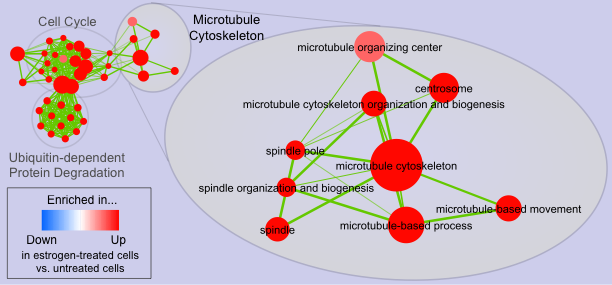 Cell Cycle
Microtubule
Cytoskeleton
microtubule organizing center
centrosome
microtubule cytoskeleton organization and biogenesis
spindle pole
microtubule cytoskeleton
spindle organization and biogenesis
microtubule-based movement
microtubule-based process
spindle
Ubiquitin-dependent
Protein Degradation
Enriched in...
Down Up
in estrogen-treated cells
vs. untreated cells